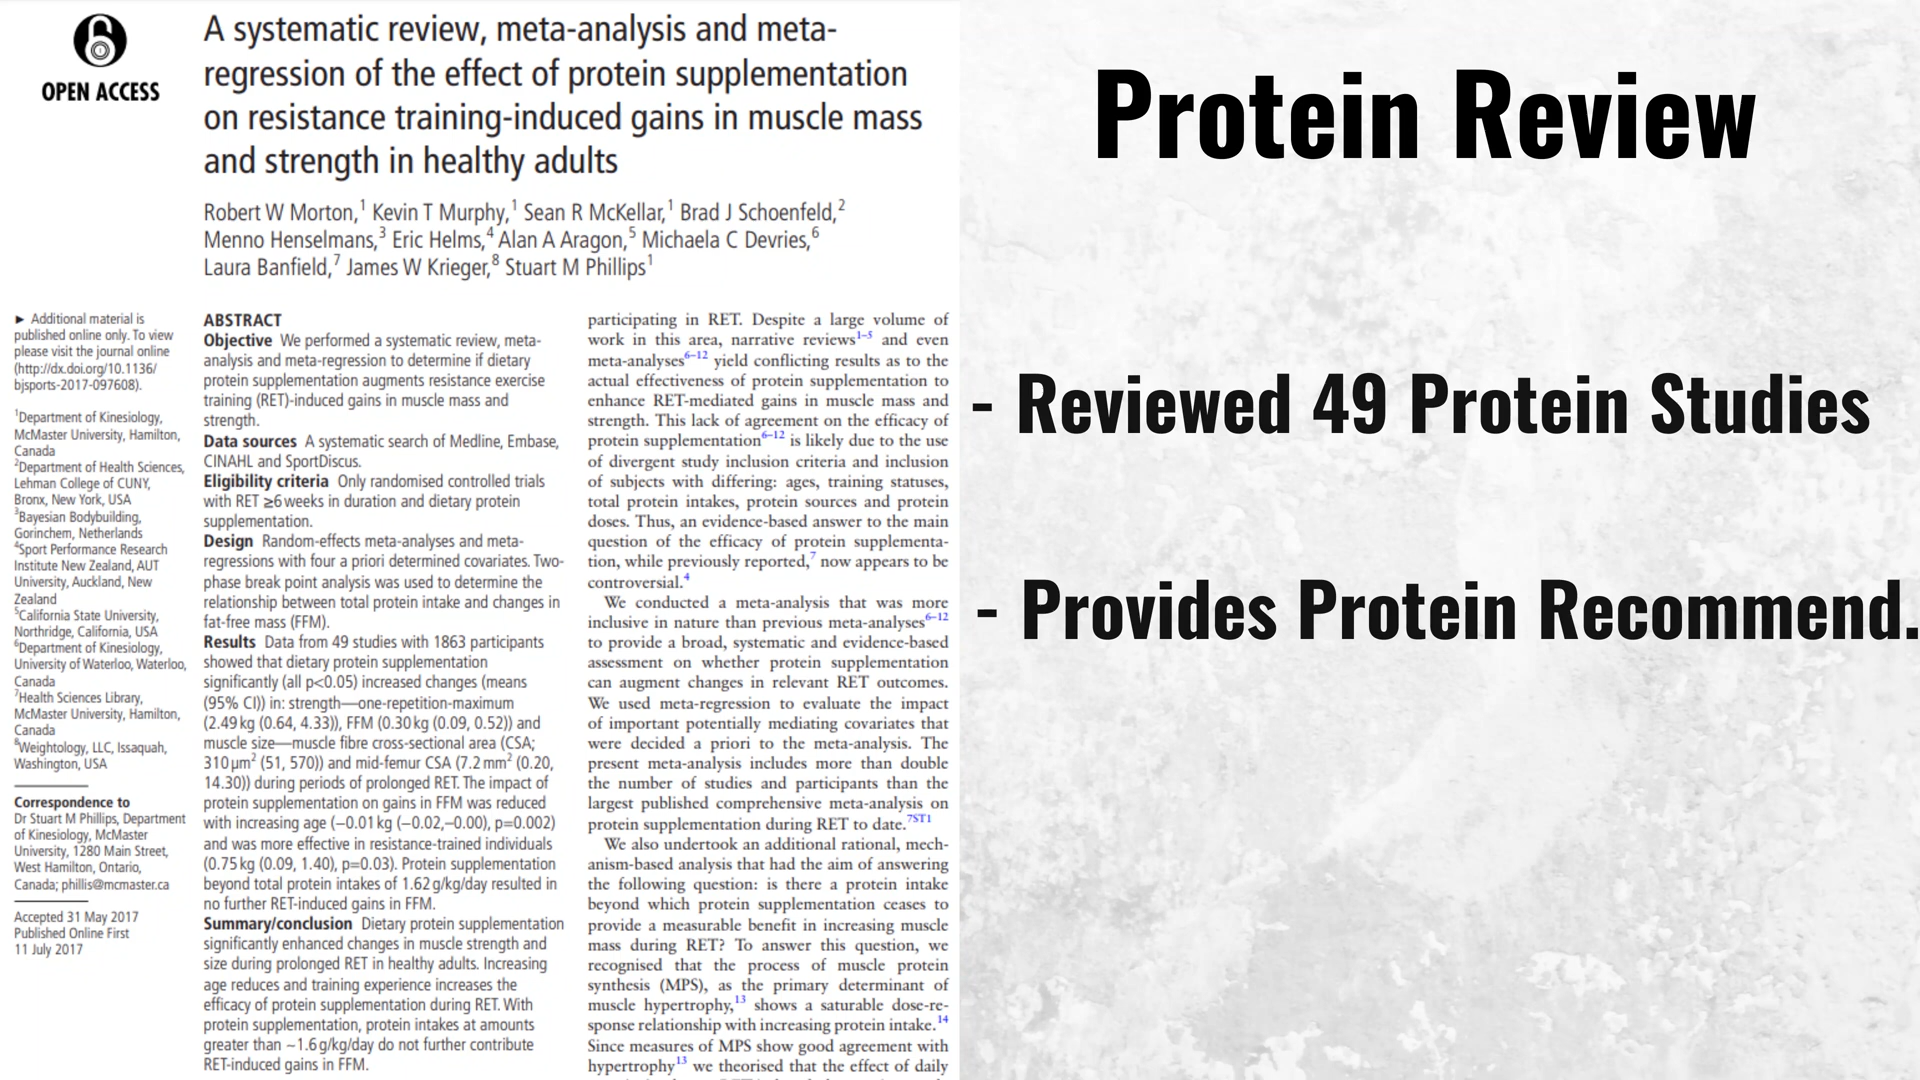 OPEN ACCESS
A systematic review, meta-analysis and meta-
regression of the effect of protein supplementation
on resistance training-induced gains in muscle mass
and strength in healthy adults
Robert W Morton,1 Kevin T Murphy,1 Sean R McKellar,1 Brad J Schoenfeld,2
Menno Henselmans,3 Eric Helms,4 Alan A Aragon,5 Michaela C Devries,6
Laura Banfield,7 James W Krieger,8 Stuart M Phillips1
► Additional material is
published online only. To view
please visit the journal online
(http://dx.doi.org/10.1136/
bjsports-2017-097608).
1Department of Kinesiology,
McMaster University, Hamilton,
Canada
2Department of Health Sciences,
Lehman College of CUNY,
Bronx, New York, USA
3Bayesian Bodybuilding,
Gorinchem, Netherlands
4Sport Performance Research
Institute New Zealand, AUT
University, Auckland, New
Zealand
5California State University,
Northridge, California, USA
6Department of Kinesiology,
University of Waterloo, Waterloo,
Canada
7Health Sciences Library,
McMaster University, Hamilton,
Canada
8Weightology, LLC, Issaquah,
Washington, USA
Correspondence to
Dr Stuart M Phillips, Department
of Kinesiology, McMaster
University, 1280 Main Street,
West Hamilton, Ontario,
Canada; phillis@mcmaster.ca
Accepted 31 May 2017
Published Online First
11 July 2017
ABSTRACT
Objective We performed a systematic review, meta-
analysis and meta-regression to determine if dietary
protein supplementation augments resistance exercise
training (RET)-induced gains in muscle mass and
strength.
Data sources A systematic search of Medline, Embase,
CINAHL and SportDiscus.
Eligibility criteria Only randomised controlled trials
with RET ≥6 weeks in duration and dietary protein
supplementation.
Design Random-effects meta-analyses and meta-
regressions with four a priori determined covariates. Two-
phase break point analysis was used to determine the
relationship between total protein intake and changes in
fat-free mass (FFM).
Results Data from 49 studies with 1863 participants
showed that dietary protein supplementation
significantly (all p<0.05) increased changes (means
(95% CI)) in: strength—one-repetition-maximum
(2.49 kg (0.64, 4.33)), FFM (0.30 kg (0.09, 0.52)) and
muscle size—muscle fibre cross-sectional area (CSA;
310 µm2 (51, 570)) and mid-femur CSA (7.2 mm2 (0.20,
14.30)) during periods of prolonged RET. The impact of
protein supplementation on gains in FFM was reduced
with increasing age (−0.01 kg (−0.02,−0.00), p=0.002)
and was more effective in resistance-trained individuals
(0.75 kg (0.09, 1.40), p=0.03). Protein supplementation
beyond total protein intakes of 1.62 g/kg/day resulted in
no further RET-induced gains in FFM.
Summary/conclusion Dietary protein supplementation
significantly enhanced changes in muscle strength and
size during prolonged RET in healthy adults. Increasing
age reduces and training experience increases the
efficacy of protein supplementation during RET. With
protein supplementation, protein intakes at amounts
greater than ~1.6 g/kg/day do not further contribute
RET-induced gains in FFM.
participating in RET. Despite a large volume of
work in this area, narrative reviews1–5 and even
meta-analyses6–12 yield conflicting results as to the
actual effectiveness of protein supplementation to
enhance RET-mediated gains in muscle mass and
strength. This lack of agreement on the efficacy of
protein supplementation6–12 is likely due to the use
of divergent study inclusion criteria and inclusion
of subjects with differing: ages, training statuses,
total protein intakes, protein sources and protein
doses. Thus, an evidence-based answer to the main
question of the efficacy of protein supplementa-
tion, while previously reported,7 now appears to be
controversial.4
We conducted a meta-analysis that was more
inclusive in nature than previous meta-analyses6–12
to provide a broad, systematic and evidence-based
assessment on whether protein supplementation
can augment changes in relevant RET outcomes.
We used meta-regression to evaluate the impact
of important potentially mediating covariates that
were decided a priori to the meta-analysis. The
present meta-analysis includes more than double
the number of studies and participants than the
largest published comprehensive meta-analysis on
protein supplementation during RET to date.7ST1
We also undertook an additional rational, mech-
anism-based analysis that had the aim of answering
the following question: is there a protein intake
beyond which protein supplementation ceases to
provide a measurable benefit in increasing muscle
mass during RET? To answer this question, we
recognised that the process of muscle protein
synthesis (MPS), as the primary determinant of
muscle hypertrophy,13 shows a saturable dose-re-
sponse relationship with increasing protein intake.14
Since measures of MPS show good agreement with
hypertrophy13 we theorised that the effect of daily
Protein Review
- Reviewed 49 Protein Studies
- Provides Protein Recommend.